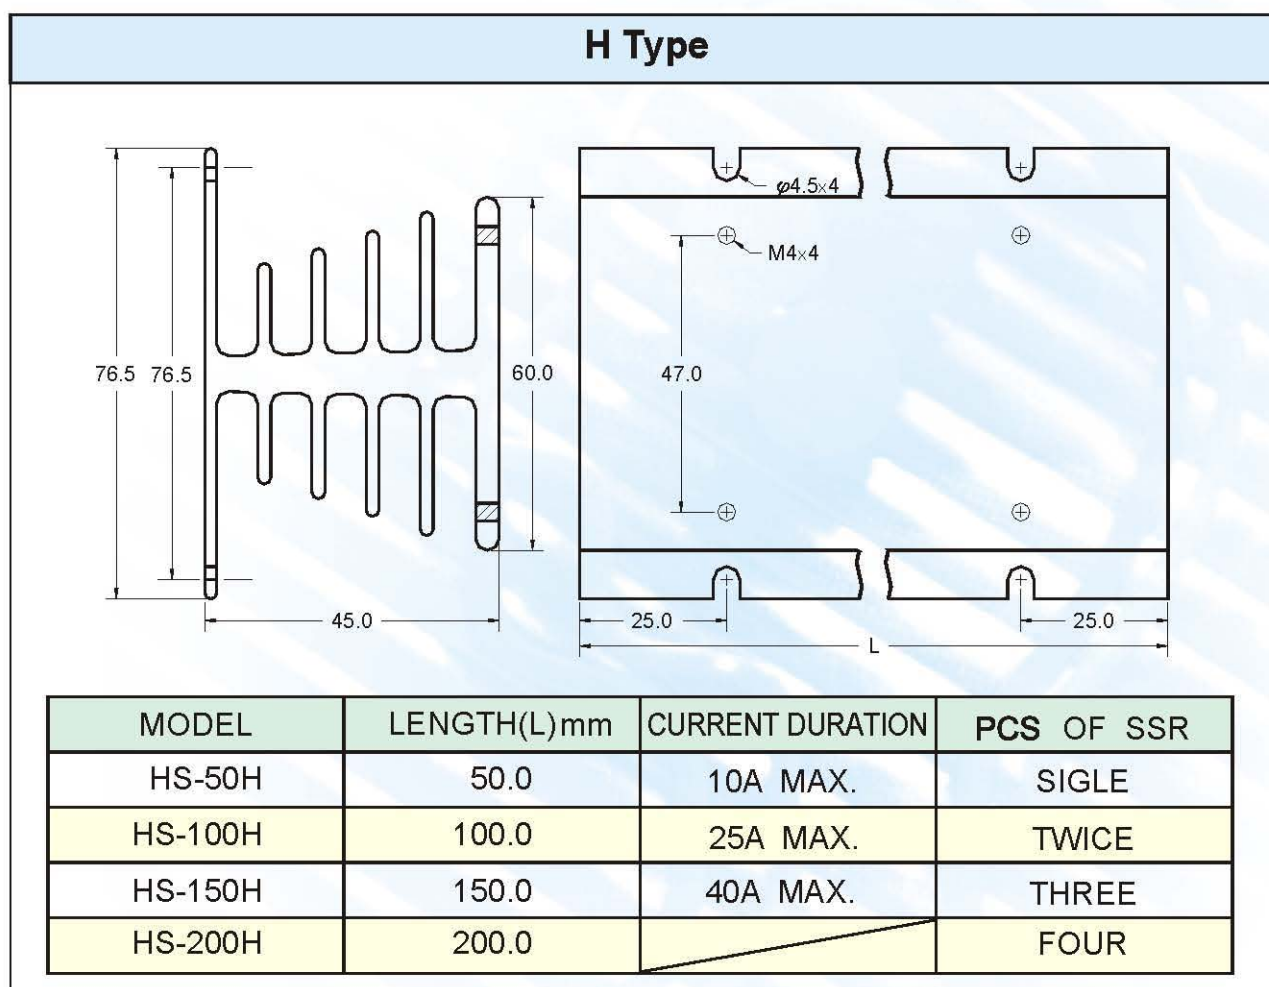 H Type
φ4.5×4
M4×4
76.5 76.5 60.0 47.0
45.0 25.0 25.0
L
MODEL LENGTH(L)mm CURRENT DURATION PCS OF SSR
HS-50H 50.0 10A MAX. SIGLE
HS-100H 100.0 25A MAX. TWICE
HS-150H 150.0 40A MAX. THREE
HS-200H 200.0 FOUR